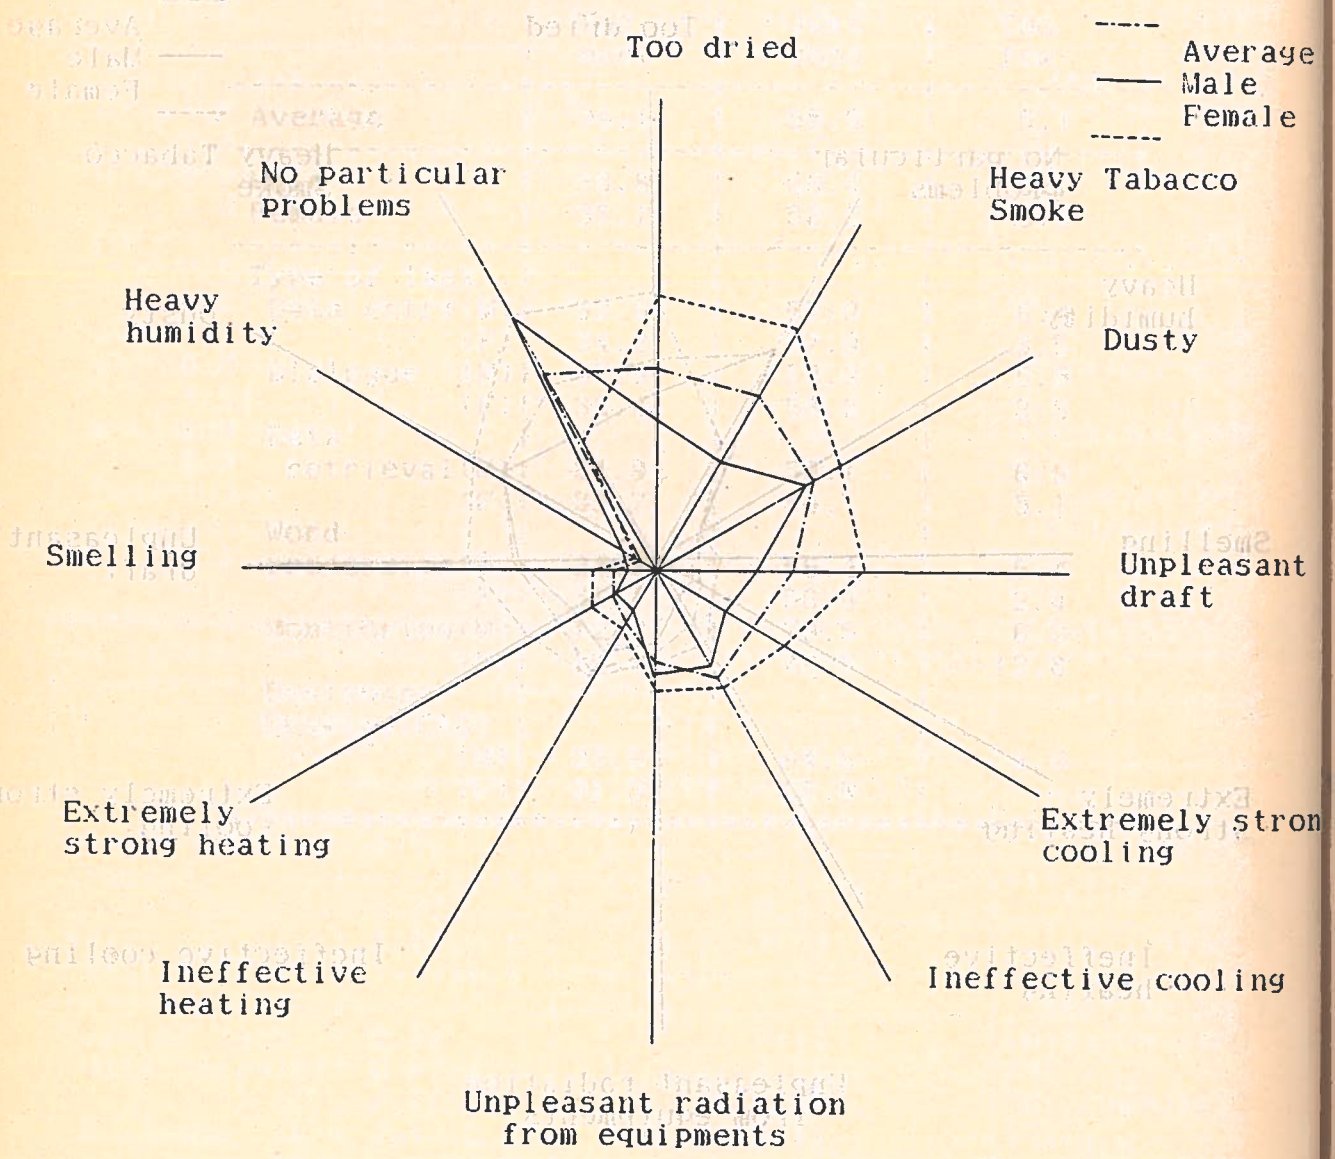 Too dried
Average
Male
Female
No particular
problems
Heavy Tabacco
Smoke
Heavy
humidity
Dusty
Smelling
Unpleasant
draft
Extremely
strong heating
Extremely stron
cooling
Ineffective
heating
Ineffective cooling
Unpleasant radiation
from equipments